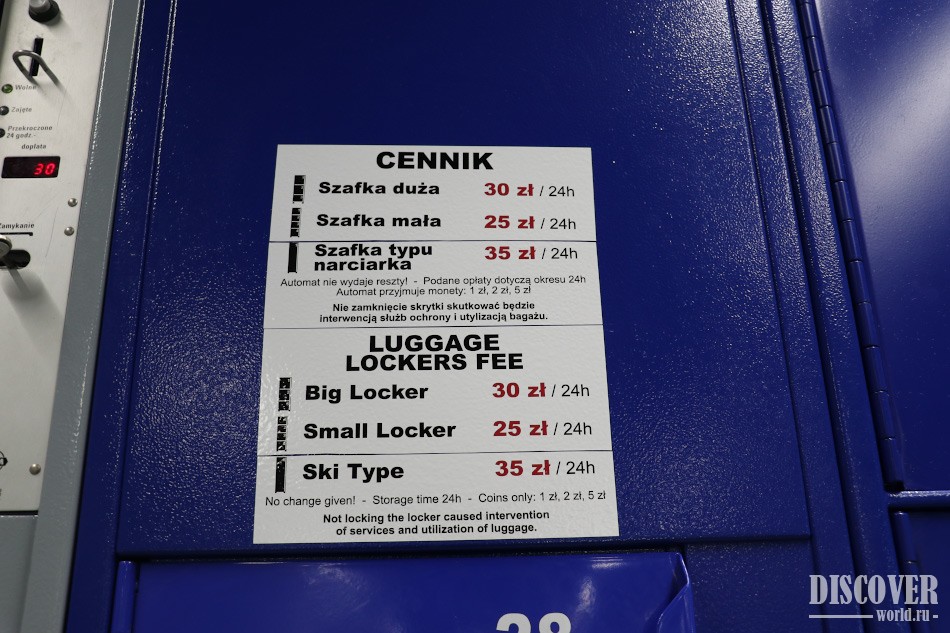 Wolne
Zajęte
Przekroczone
24 godz.-
dopłata
30
Zamykanie
CENNIK
Szafka duża 30 zł / 24h
Szafka mała 25 zł / 24h
Szafka typu
narciarka 35 zł / 24h
Automat nie wydaje reszty! - Podane opłaty dotyczą okresu 24h
Automat przyjmuje monety: 1 zł, 2 zł, 5 zł
Nie zamknięcie skrytki skutkować będzie
interwencją służb ochrony i utylizacją bagażu.
LUGGAGE
LOCKERS FEE
Big Locker 30 zł / 24h
Small Locker 25 zł / 24h
Ski Type 35 zł / 24h
No change given! - Storage time 24h - Coins only: 1 zł, 2 zł, 5 zł
Not locking the locker caused intervention
of services and utilization of luggage.
28
DISCOVER
world.ru